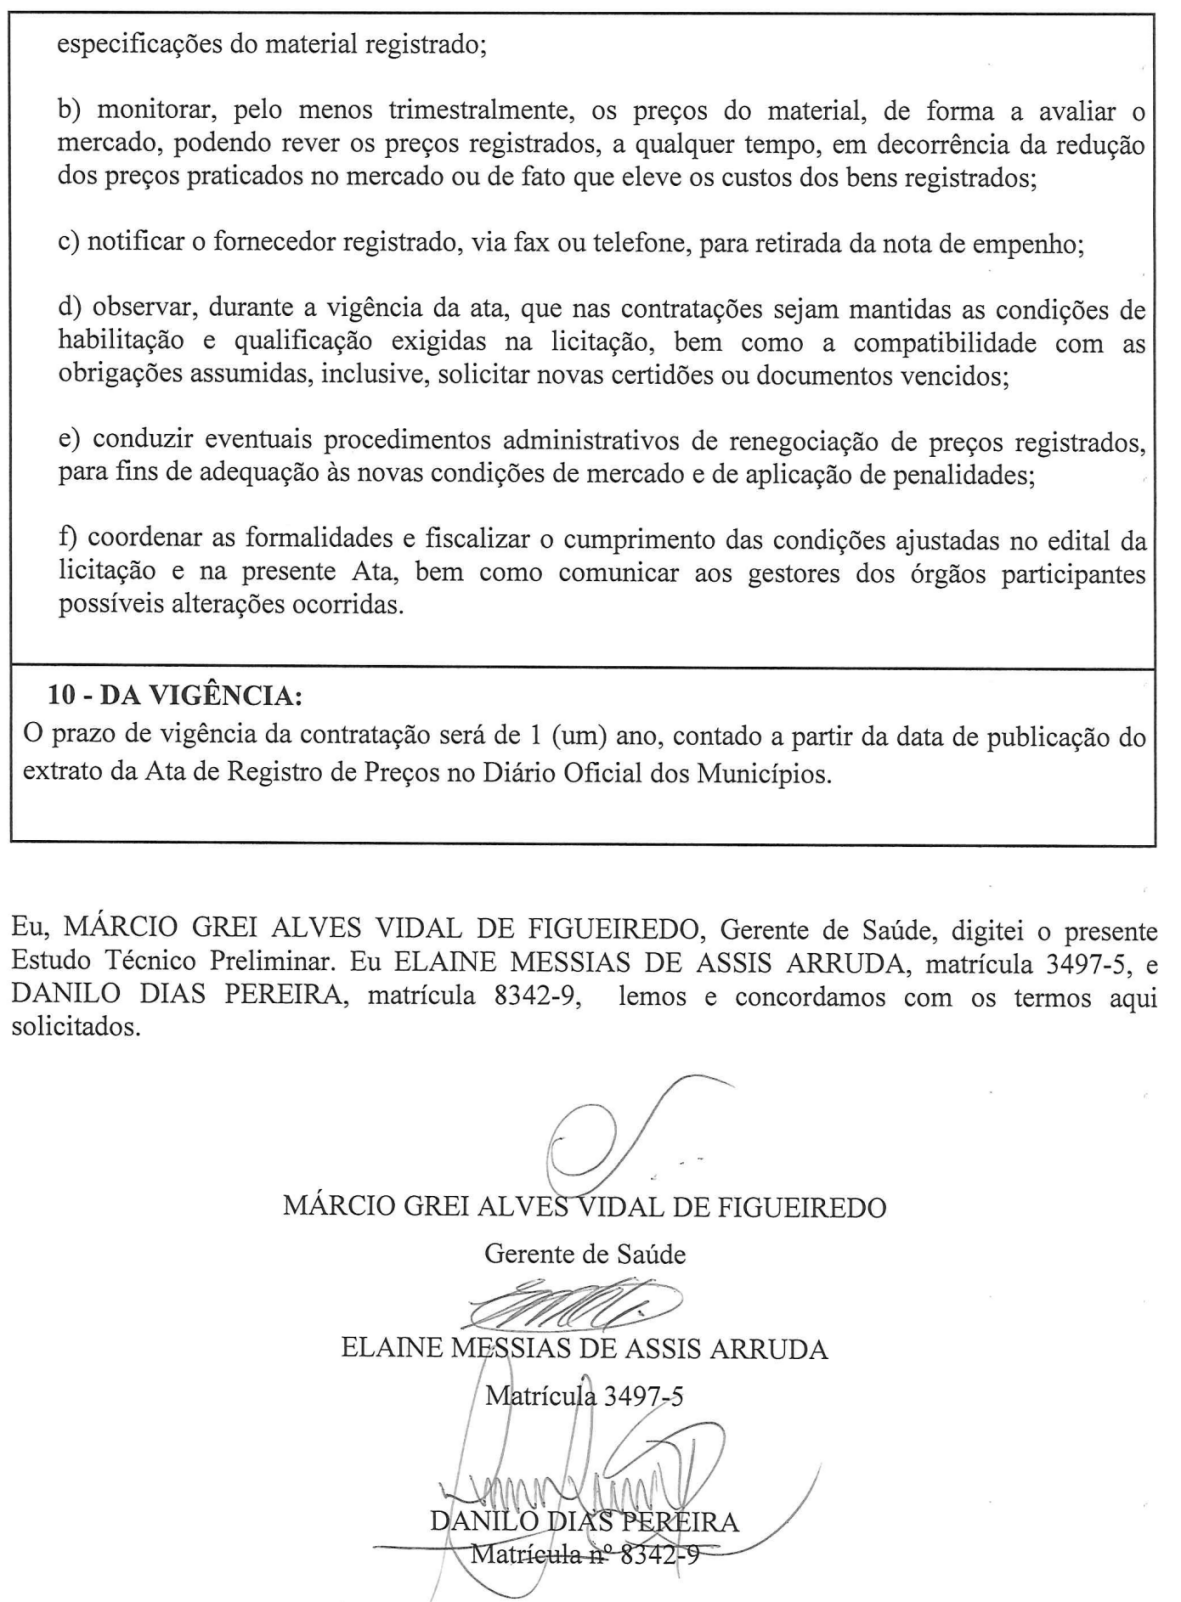 especificações do material registrado;
b) monitorar, pelo menos trimestralmente, os preços do material, de forma a avaliar o
mercado, podendo rever os preços registrados, a qualquer tempo, em decorrência da redução
dos preços praticados no mercado ou de fato que eleve os custos dos bens registrados;
c) notificar o fornecedor registrado, via fax ou telefone, para retirada da nota de empenho;
d) observar, durante a vigência da ata, que nas contratações sejam mantidas as condições de
habilitação e qualificação exigidas na licitação, bem como a compatibilidade com as
obrigações assumidas, inclusive, solicitar novas certidões ou documentos vencidos;
e) conduzir eventuais procedimentos administrativos de renegociação de preços registrados,
para fins de adequação às novas condições de mercado e de aplicação de penalidades;
f) coordenar as formalidades e fiscalizar o cumprimento das condições ajustadas no edital da
licitação e na presente Ata, bem como comunicar aos gestores dos órgãos participantes
possíveis alterações ocorridas.
10 - DA VIGÊNCIA:
O prazo de vigência da contratação será de 1 (um) ano, contado a partir da data de publicação do
extrato da Ata de Registro de Preços no Diário Oficial dos Municípios.
Eu, MÁRCIO GREI ALVES VIDAL DE FIGUEIREDO, Gerente de Saúde, digitei o presente
Estudo Técnico Preliminar. Eu ELAINE MESSIAS DE ASSIS ARRUDA, matrícula 3497-5, e
DANILO DIAS PEREIRA, matrícula 8342-9, lemos e concordamos com os termos aqui
solicitados.
MÁRCIO GREI ALVES VIDAL DE FIGUEIREDO
Gerente de Saúde
ELAINE MESSIAS DE ASSIS ARRUDA
Matrícula 3497-5
DANILO DIAS PEREIRA
Matrícula nº 8342-9